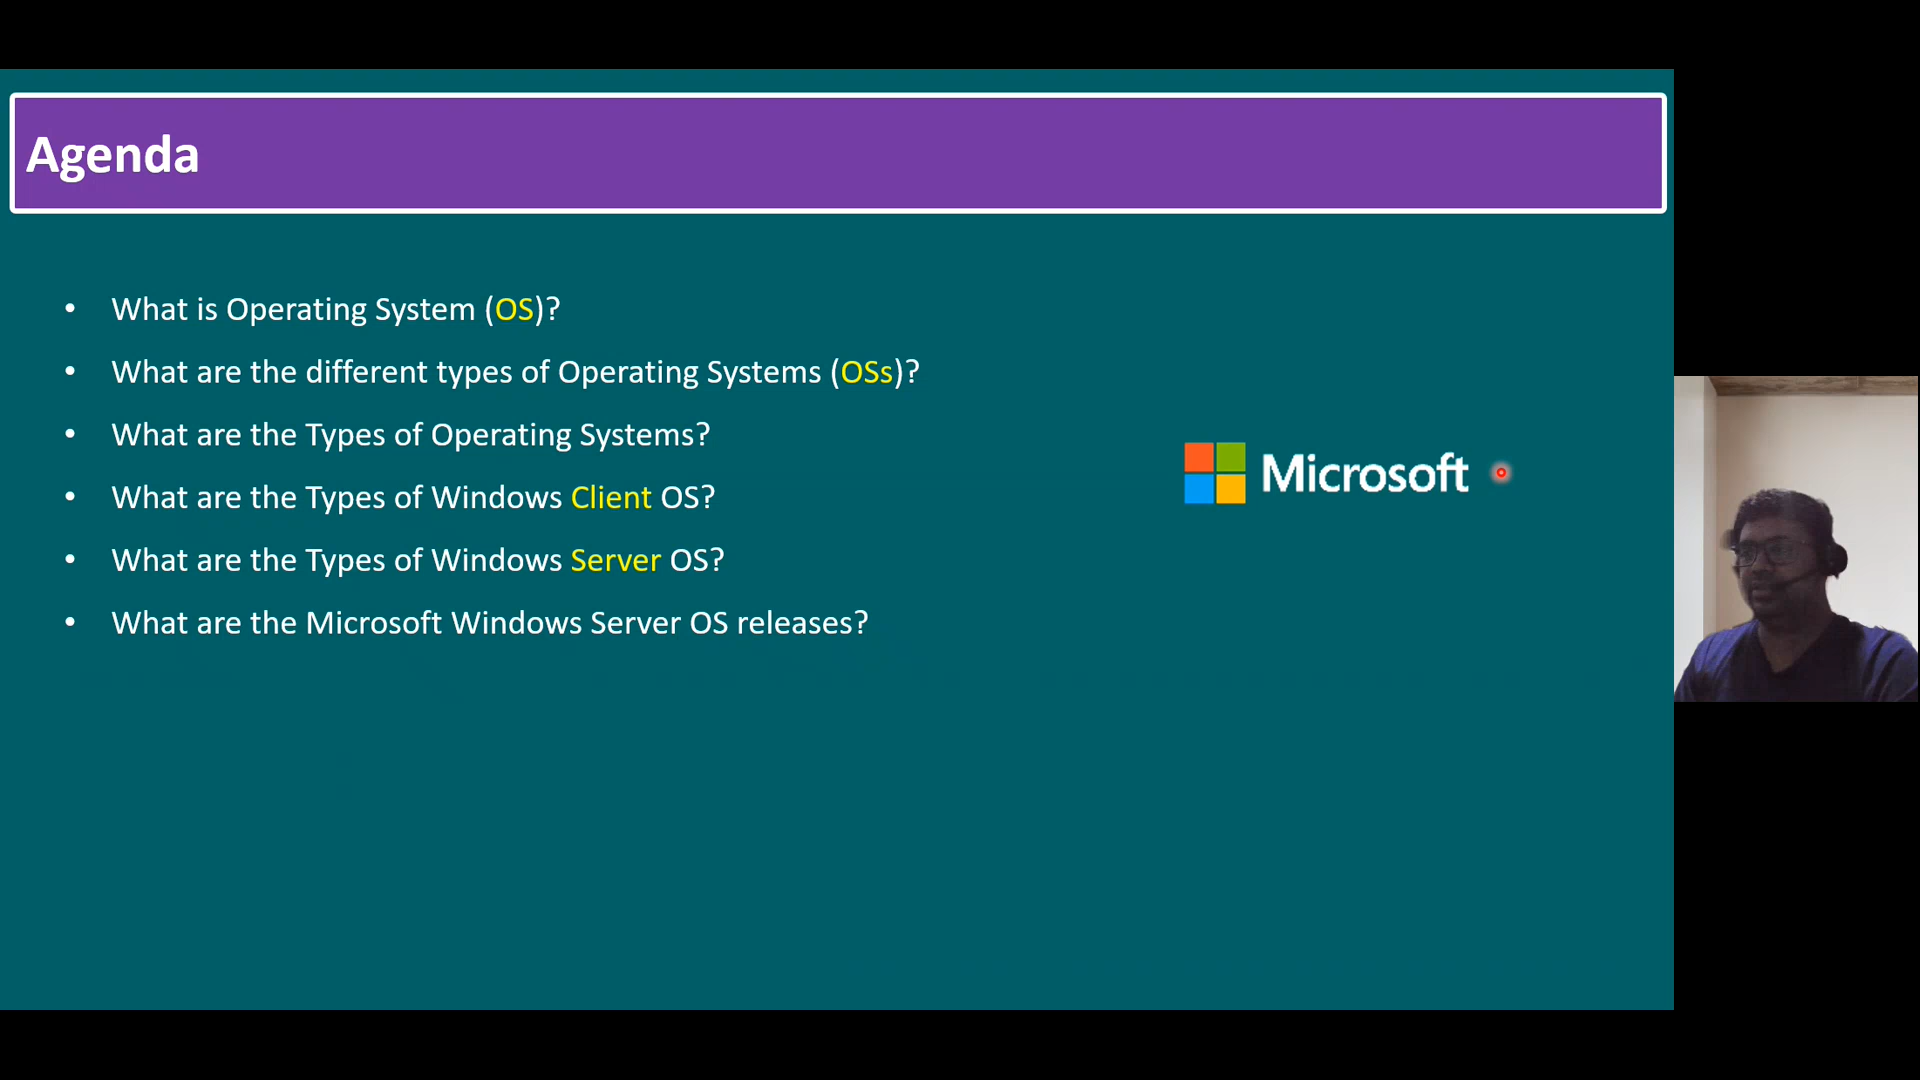 Agenda
• What is Operating System (OS)?
• What are the different types of Operating Systems (OSs)?
• What are the Types of Operating Systems?
• What are the Types of Windows Client OS?
• What are the Types of Windows Server OS?
• What are the Microsoft Windows Server OS releases?
Microsoft